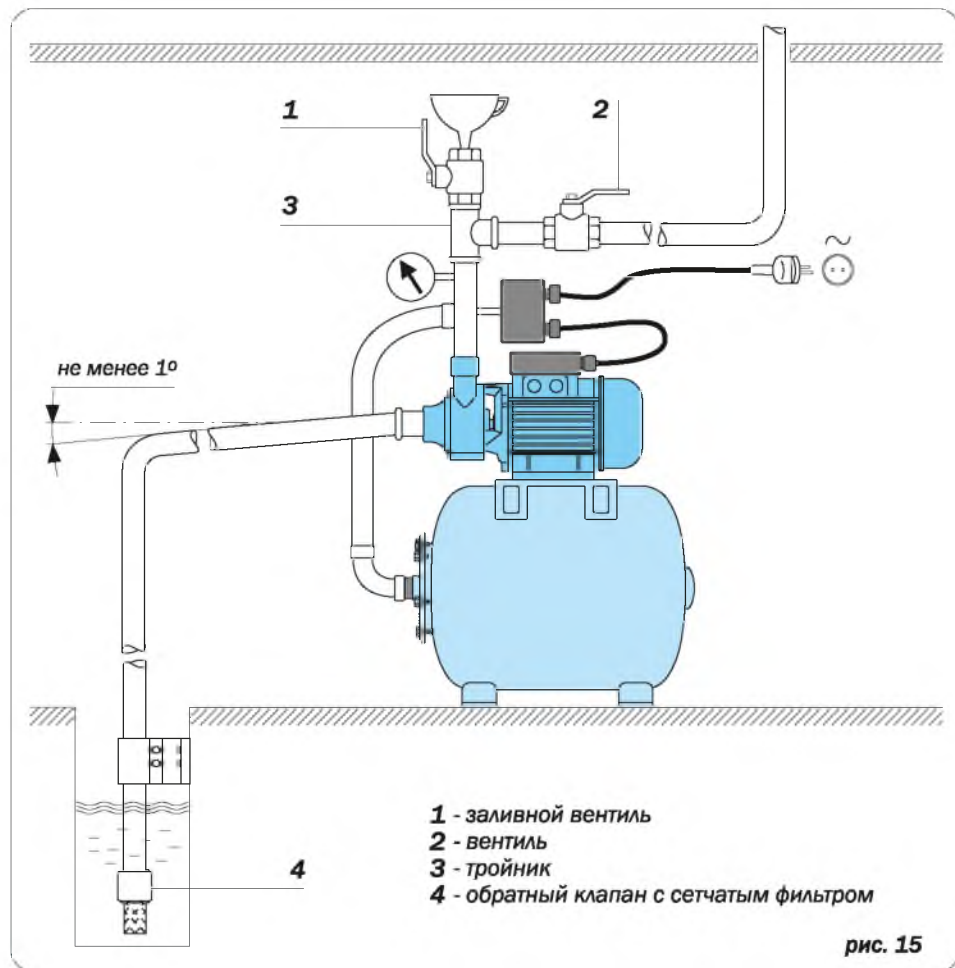 1
2
3
не менее 1º
4
1 - заливной вентиль
2 - вентиль
3 - тройник
4 - обратный клапан с сетчатым фильтром
рис. 15